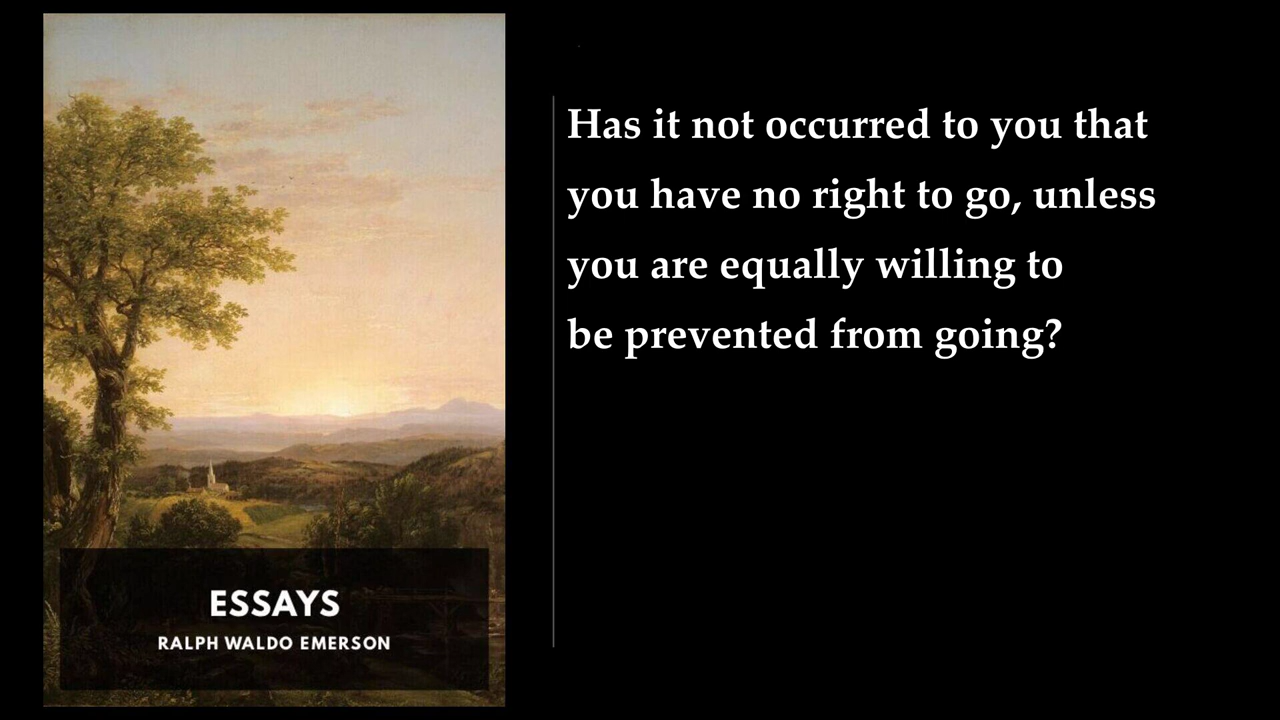 Has it not occurred to you that
you have no right to go, unless
you are equally willing to
be prevented from going?
ESSAYS
RALPH WALDO EMERSON